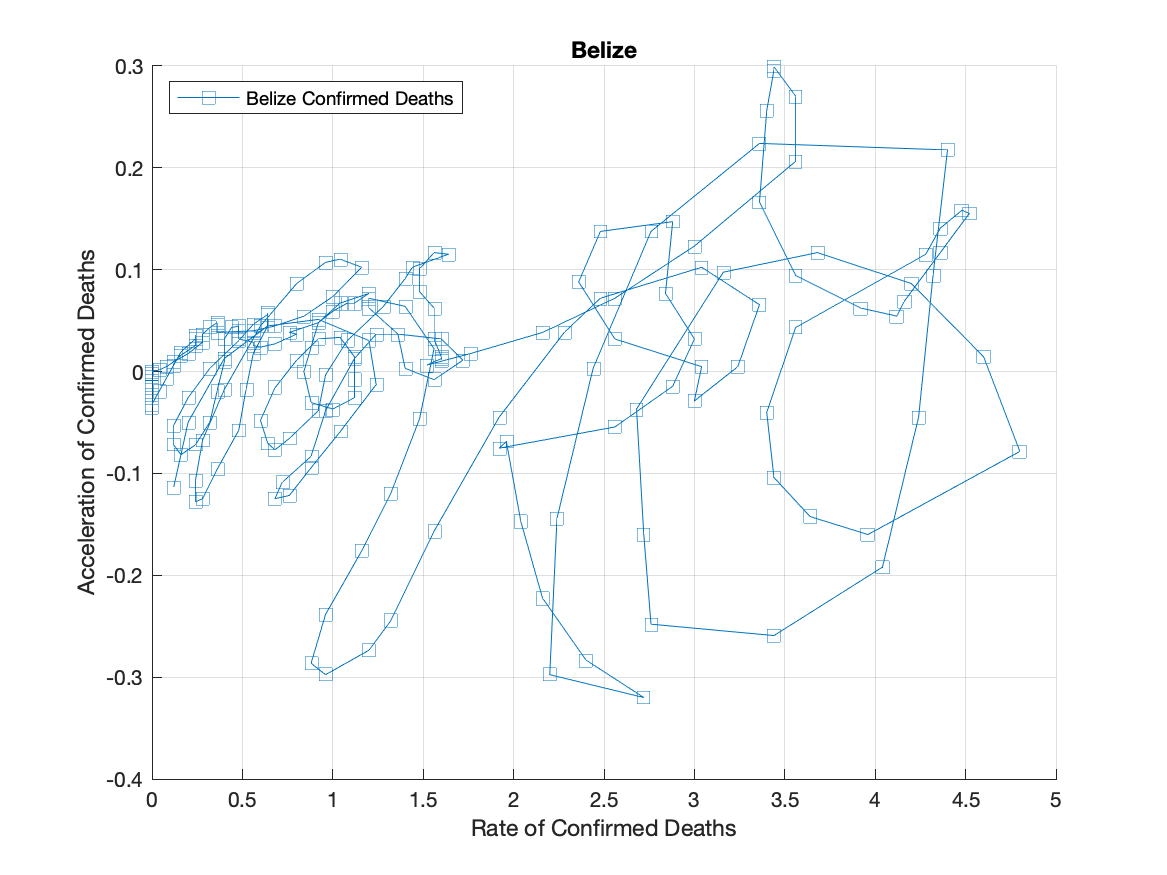 Belize
Belize Confirmed Deaths
0.3
0.2
0.1
0
-0.1
-0.2
-0.3
-0.4
Acceleration of Confirmed Deaths
0 0.5 1 1.5 2 2.5 3 3.5 4 4.5 5
Rate of Confirmed Deaths